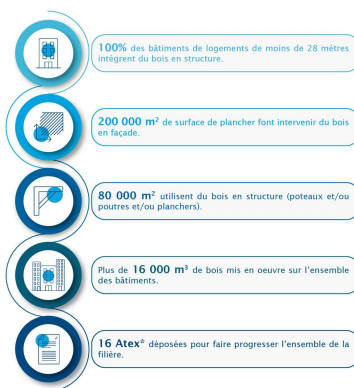 100% des bâtiments de logements de moins de 28 mètres
intègrent du bois en structure.
200 000 m² de surface de plancher font intervenir du bois
en façade.
80 000 m² utilisent du bois en structure (poteaux et/ou
poutres et/ou planchers).
Plus de 16 000 m³ de bois mis en oeuvre sur l'ensemble
des bâtiments.
16 Atex* déposées pour faire progresser l'ensemble de la
filière.